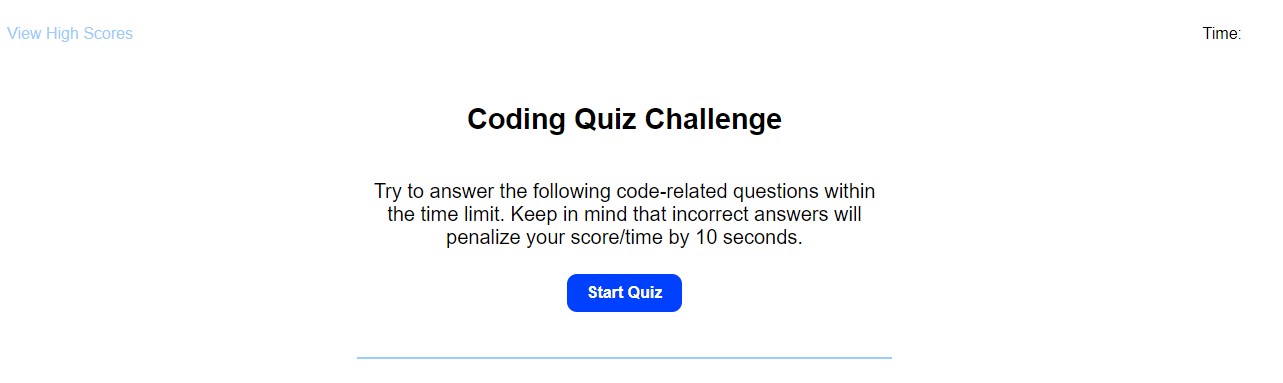 View High Scores
Time:
Coding Quiz Challenge
Try to answer the following code-related questions within
the time limit. Keep in mind that incorrect answers will
penalize your score/time by 10 seconds.
Start Quiz